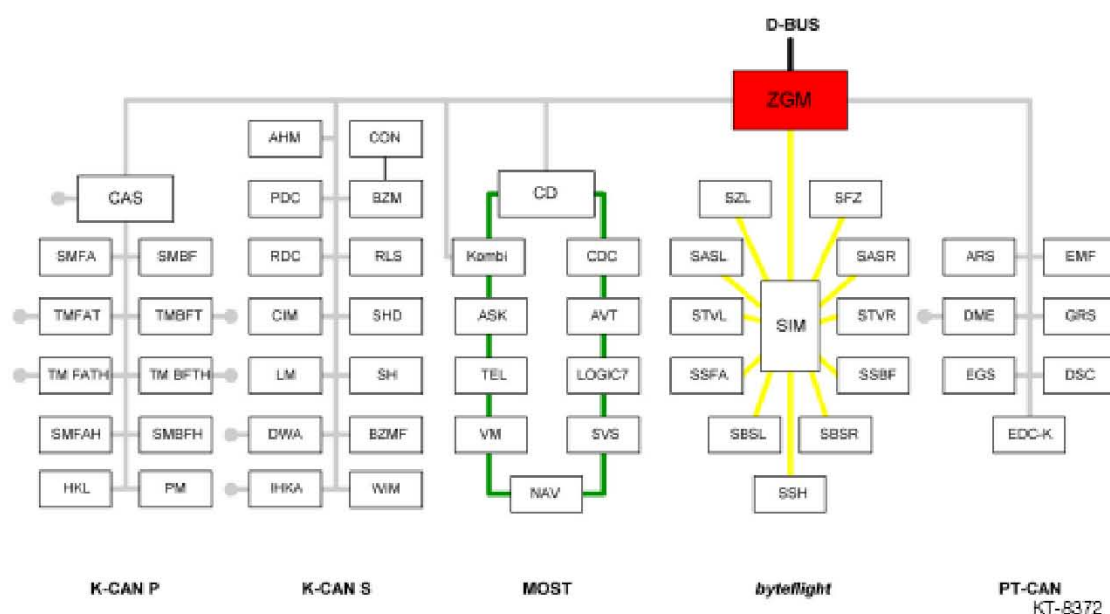 D-BUS
ZGM
AHM CON
CAS PDC BZM CD SZL SFZ
SMFA SMBF RDC RLS Kombi CDC SASL SASR ARS EMF
TMFAT TMBFT CIM SHD ASK AVT STVL SIM STVR DME GRS
TM FATH TM BFTH LM SH TEL LOGIC7 SSFA SSBF EGS DSC
SMFAH SMBFH DWA BZMF VM SVS SBSL SBSR EDC-K
HKL PM IHKA WIM NAV SSH
K-CAN P K-CAN S MOST byteflight PT-CAN
KT-8372